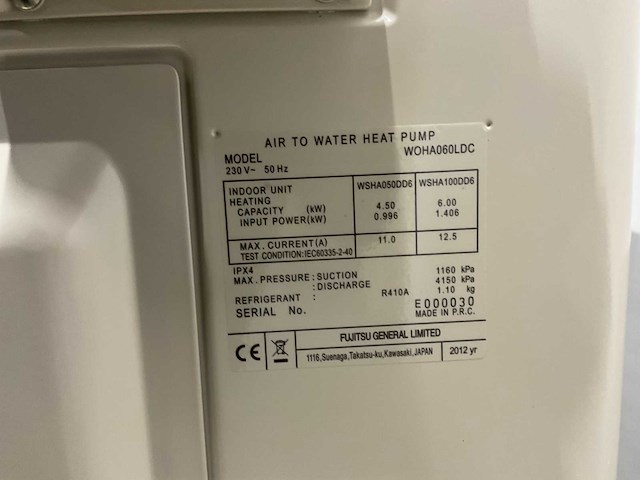 AIR TO WATER HEAT PUMP
MODEL WOHA060LDC
230 V~ 50 Hz
INDOOR UNIT WSHA050DD6 WSHA100DD6
HEATING
CAPACITY (kW) 4.50 6.00
INPUT POWER(kW) 0.996 1.406
MAX. CURRENT(A) 11.0 12.5
TEST CONDITION:IEC60335-2-40
IPX4
MAX. PRESSURE : SUCTION 1160 kPa
: DISCHARGE 4150 kPa
REFRIGERANT : R410A 1.10 kg
SERIAL No. E000030
MADE IN P.R.C.
CE FUJITSU GENERAL LIMITED
1116,Suenaga,Takatsu-ku,Kawasaki,JAPAN 2012 yr